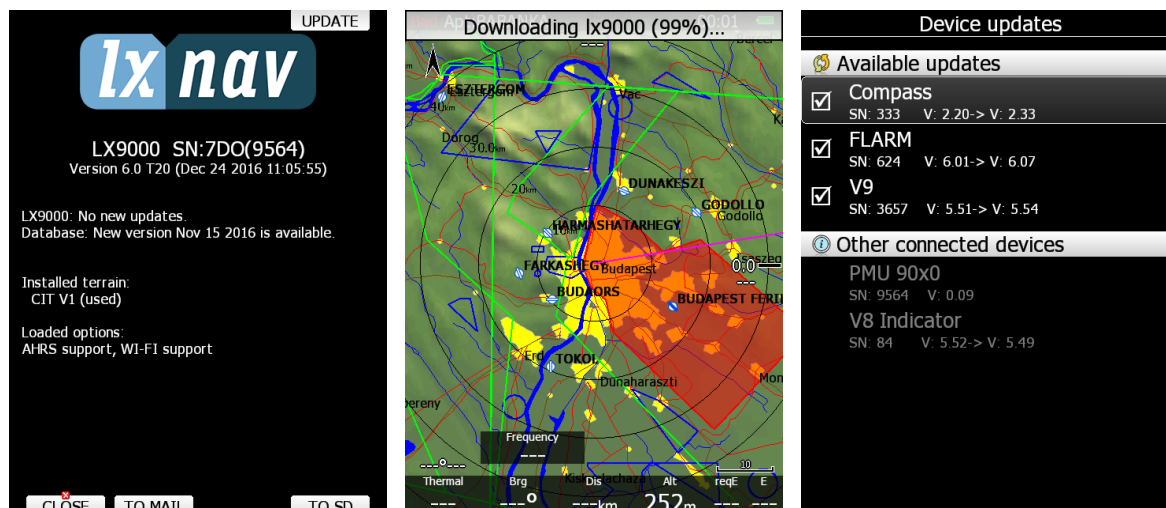 UPDATE
lx nav
LX9000 SN:7DO(9564)
Version 6.0 T20 (Dec 24 2016 11:05:55)
LX9000: No new updates.
Database: New version Nov 15 2016 is available.
Installed terrain:
CIT V1 (used)
Loaded options:
AHRS support, WI-FI support
CLOSE TO MAIL TO SD
Downloading lx9000 (99%)...
ESZTERGOM
Vac
40km
Dorog
30.0km
20km
DUNAKESZI
GODOLLO
Godollo
HARMASHATARHEGY
10km
FARKASHEGY
Budapest
0.0
---
BUDAORS
BUDAPEST FERI
Erd
TOKOL
Dunaharaszti
Mon
ereny
Frequency
---
---°---
10
Thermal Brg Dis Alt reqE E
--- ---° ---km 252m --- ---
Device updates
Available updates
Compass
SN: 333 V: 2.20-> V: 2.33
FLARM
SN: 624 V: 6.01-> V: 6.07
V9
SN: 3657 V: 5.51-> V: 5.54
Other connected devices
PMU 90x0
SN: 9564 V: 0.09
V8 Indicator
SN: 84 V: 5.52-> V: 5.49